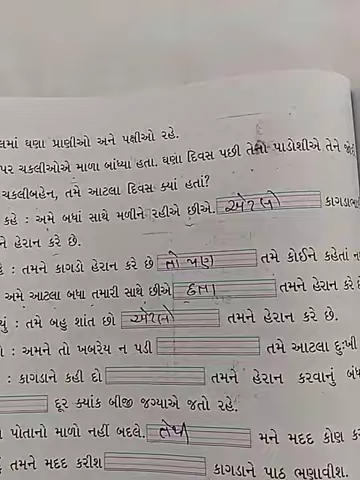 લમાં ઘણા પ્રાણીઓ અને પક્ષીઓ રહે.
પર ચકલીઓએ માળા બાંધ્યા હતા. ઘણા દિવસ પછી તેની પાડોશીએ તેને જોઈ
ચકલીબહેન, તમે આટલા દિવસ ક્યાં હતાં?
કહે : અમે બધાં સાથે મળીને રહીએ છીએ. એટલે કાગડાભા
ને હેરાન કરે છે.
: તમને કાગડો હેરાન કરે છે તો પણ તમે કોઈને કહેતાં ન
અમે આટલા બધા તમારી સાથે છીએ હતા તમને હેરાન કરે
યું : તમે બહુ શાંત છો એટલે તમને હેરાન કરે છે.
: અમને તો ખબરેય ન પડી તમે આટલા દુઃખી
: કાગડાને કહી દો તમને હેરાન કરવાનું બંધ
દૂર ક્યાંક બીજી જગ્યાએ જતો રહે.
પોતાનો માળો નહીં બદલે. તેથી મને મદદ કોણ ક
તમને મદદ કરીશ કાગડાને પાઠ ભણાવીશ.